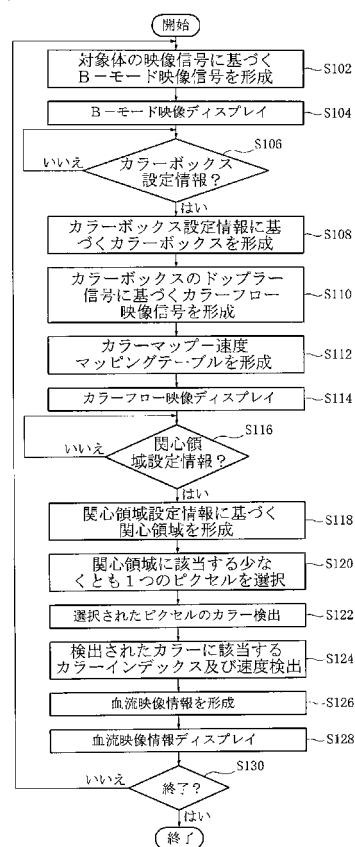 開始
対象体の映像信号に基づく
B-モード映像信号を形成
S102
B-モード映像ディスプレイ
S104
S106
カラーボックス
設定情報?
いいえ
はい
カラーボックス設定情報に基
づくカラーボックスを形成
S108
カラーボックスのドップラー
信号に基づくカラーフロー
映像信号を形成
S110
カラーマップ-速度
マッピングテーブルを形成
S112
カラーフロー映像ディスプレイ
S114
S116
関心領
域設定情報?
いいえ
はい
関心領域設定情報に基づく
関心領域を形成
S118
関心領域に該当する少な
くとも1つのピクセルを選択
S120
選択されたピクセルのカラー検出
S122
検出されたカラーに該当する
カラーインデックス及び速度検出
S124
血流映像情報を形成
S126
血流映像情報ディスプレイ
S128
S130
いいえ
終了?
はい
終了